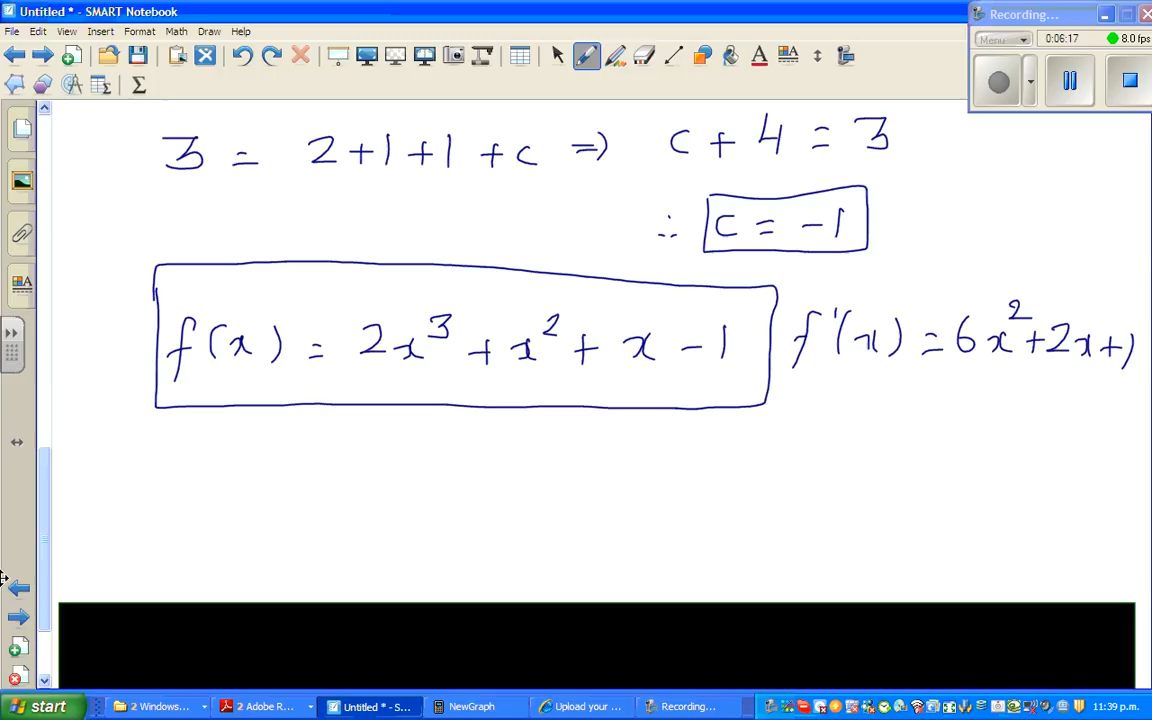 Untitled * - SMART Notebook
Recording...
File Edit View Insert Format Math Draw Help
Menu
0:06:17
8.0 fps
3 = 2+1+1+c ⇒ c + 4 = 3
∴ c = -1
f(x) = 2x³ + x² + x - 1 f'(x) = 6x²+2x+1
start
2 Windows...
2 Adobe R...
Untitled * - S...
NewGraph
Upload your ...
Recording...
11:39 p.m.